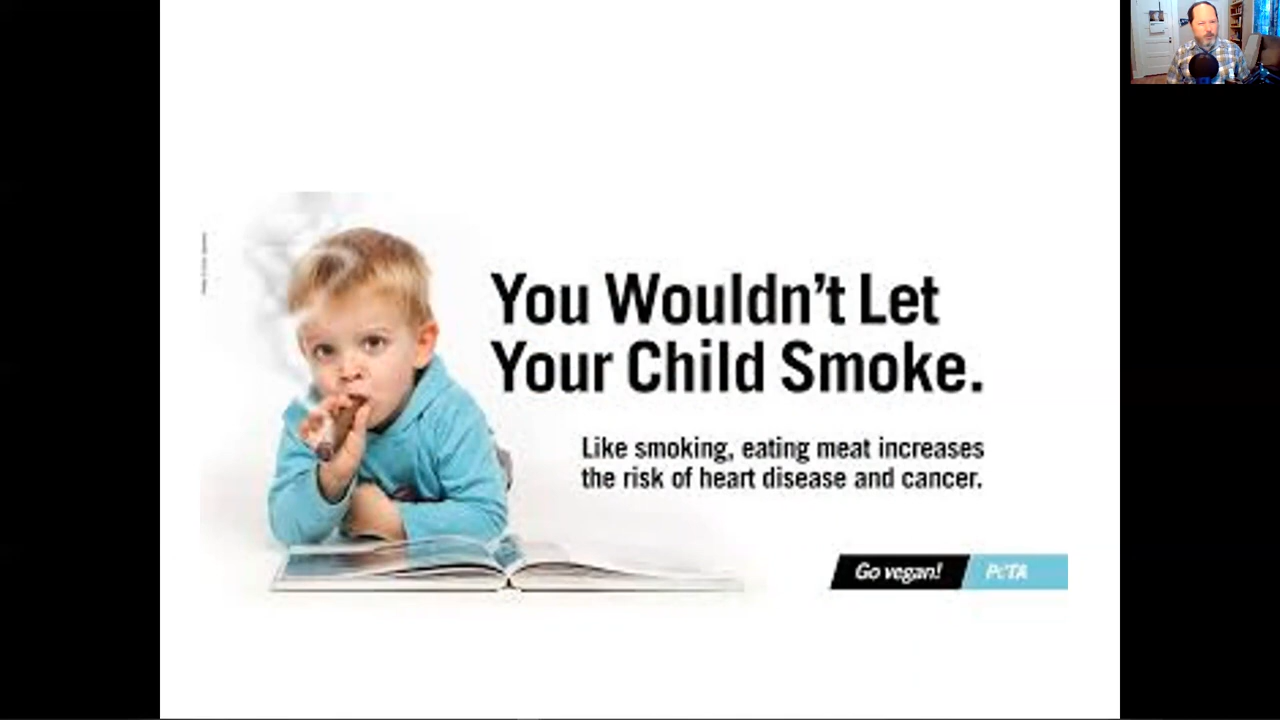 You Wouldn't Let
Your Child Smoke.
Like smoking, eating meat increases
the risk of heart disease and cancer.
Go vegan!
PeTA